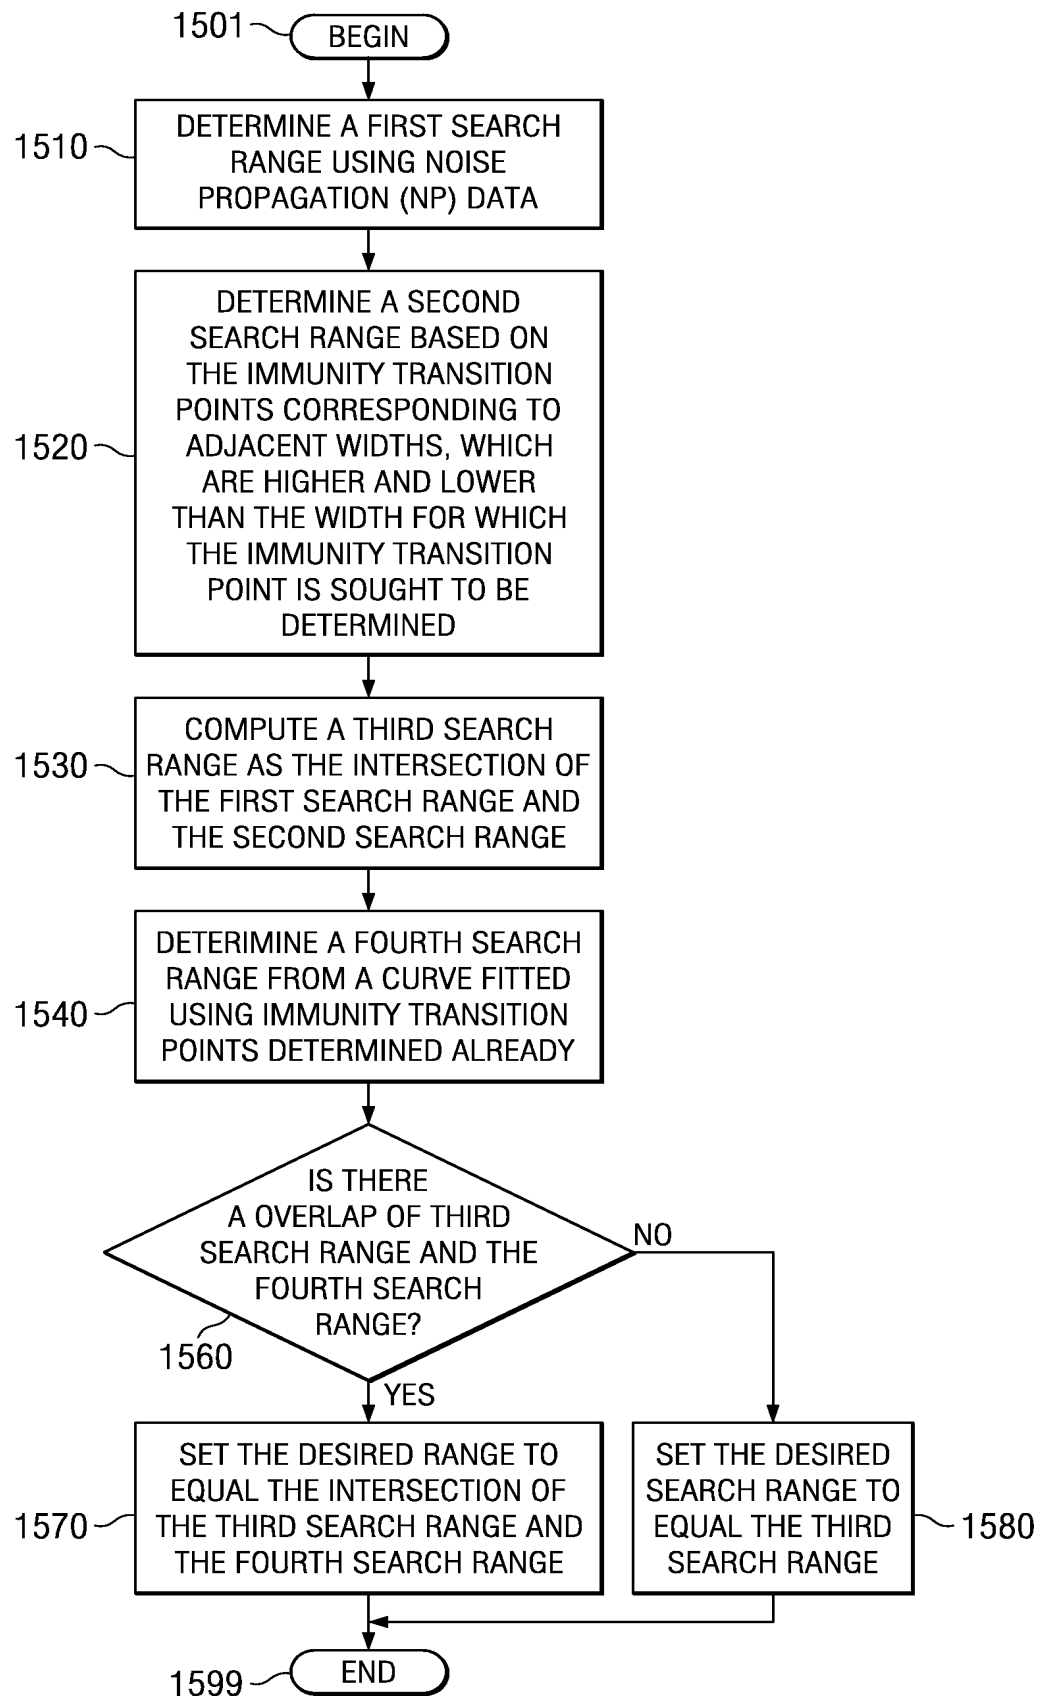 1501
BEGIN
1510
DETERMINE A FIRST SEARCH
RANGE USING NOISE
PROPAGATION (NP) DATA
1520
DETERMINE A SECOND
SEARCH RANGE BASED ON
THE IMMUNITY TRANSITION
POINTS CORRESPONDING TO
ADJACENT WIDTHS, WHICH
ARE HIGHER AND LOWER
THAN THE WIDTH FOR WHICH
THE IMMUNITY TRANSITION
POINT IS SOUGHT TO BE
DETERMINED
1530
COMPUTE A THIRD SEARCH
RANGE AS THE INTERSECTION OF
THE FIRST SEARCH RANGE AND
THE SECOND SEARCH RANGE
1540
DETERIMINE A FOURTH SEARCH
RANGE FROM A CURVE FITTED
USING IMMUNITY TRANSITION
POINTS DETERMINED ALREADY
IS THERE
A OVERLAP OF THIRD
SEARCH RANGE AND THE
FOURTH SEARCH
RANGE?
1560
NO
YES
1570
SET THE DESIRED RANGE TO
EQUAL THE INTERSECTION OF
THE THIRD SEARCH RANGE AND
THE FOURTH SEARCH RANGE
SET THE DESIRED
SEARCH RANGE TO
EQUAL THE THIRD
SEARCH RANGE
1580
1599
END